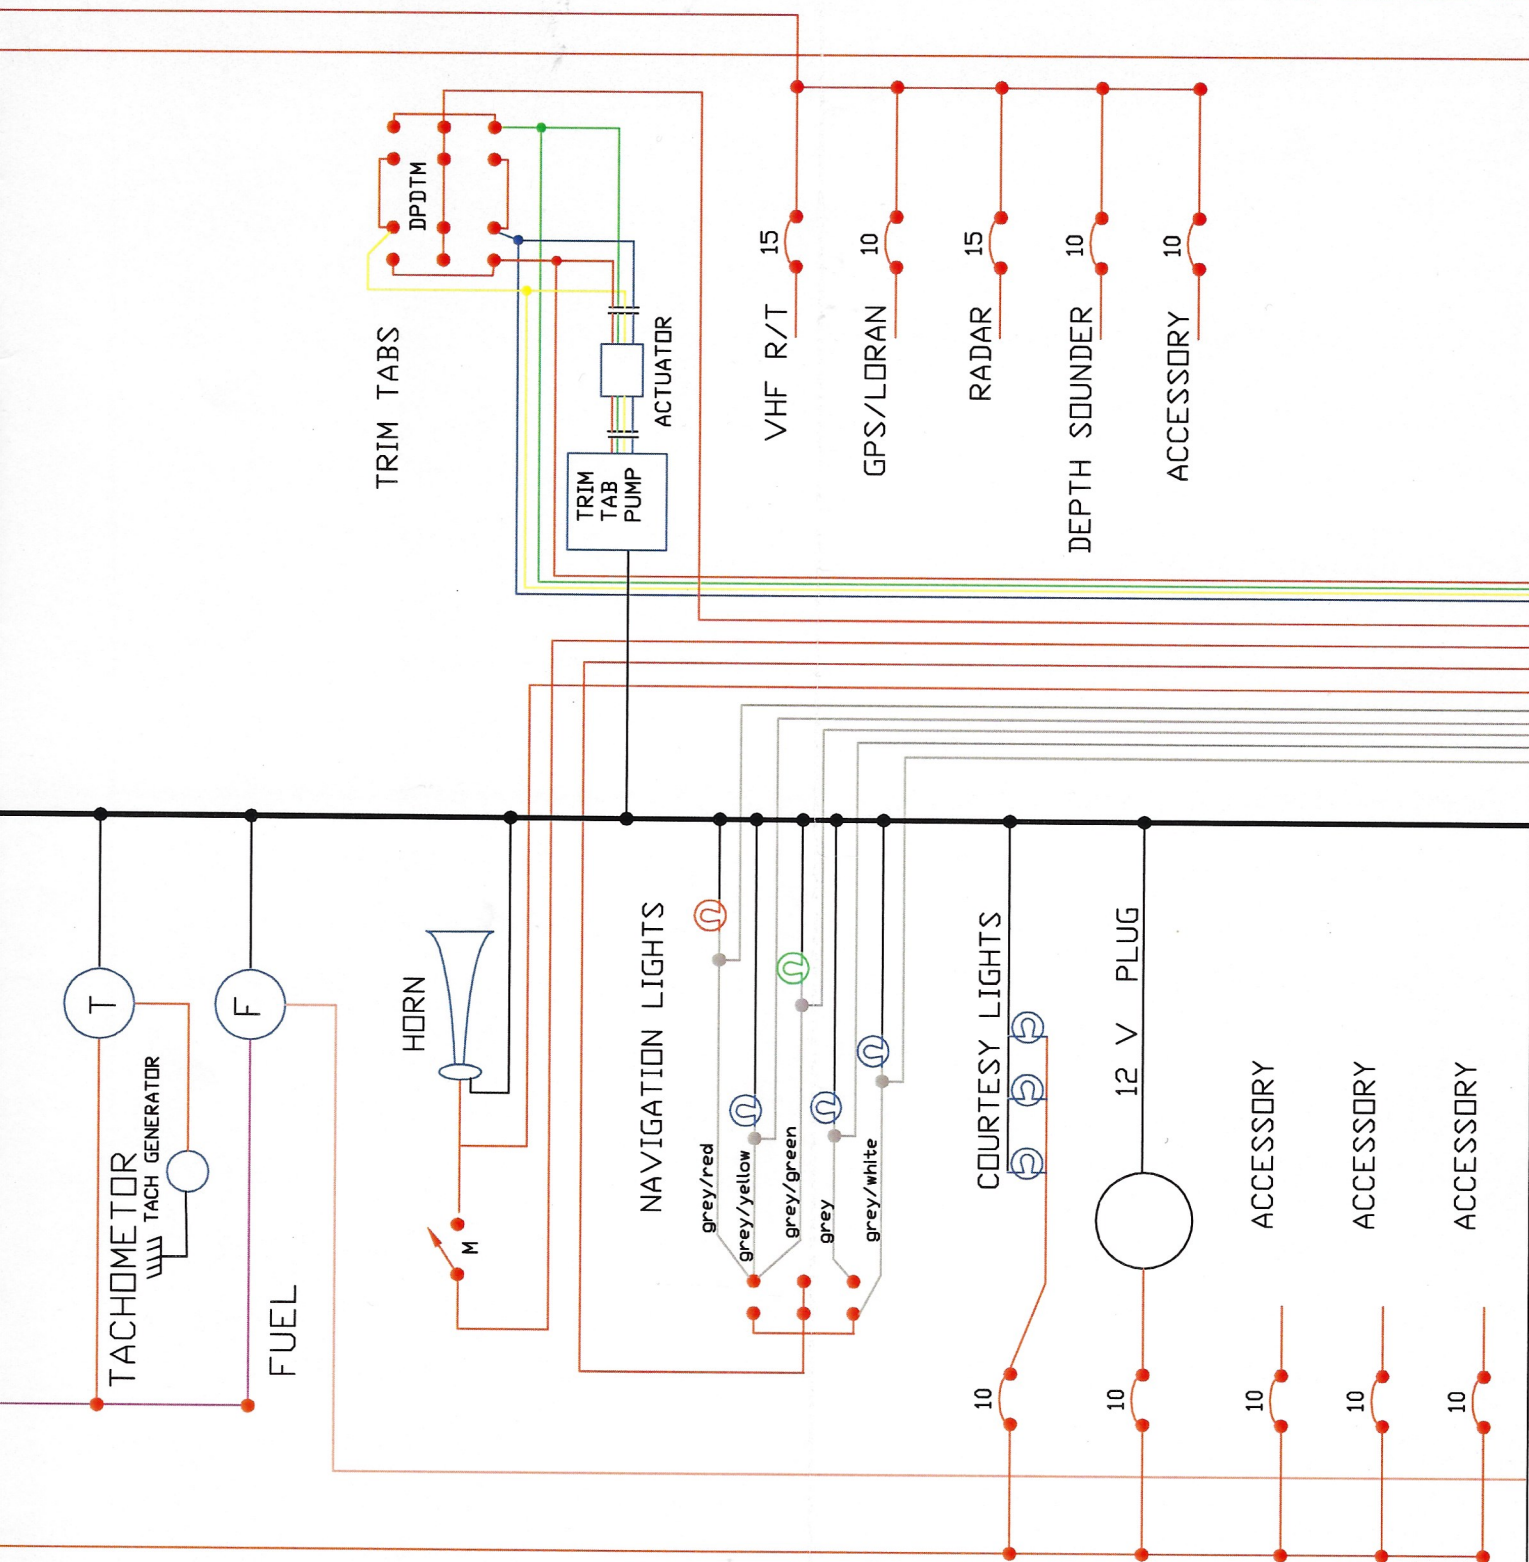 DPDTM
TRIM TABS
ACTUATOR
TRIM
TAB
PUMP
15
10
15
10
10
VHF R/T
GPS/LORAN
RADAR
DEPTH SOUNDER
ACCESSORY
T
TACHOMETOR
TACH GENERATOR
F
FUEL
HORN
M
NAVIGATION LIGHTS
grey/red
grey/yellow
grey/green
grey
grey/white
COURTESY LIGHTS
12 V PLUG
ACCESSORY
ACCESSORY
ACCESSORY
10
10
10
10
10